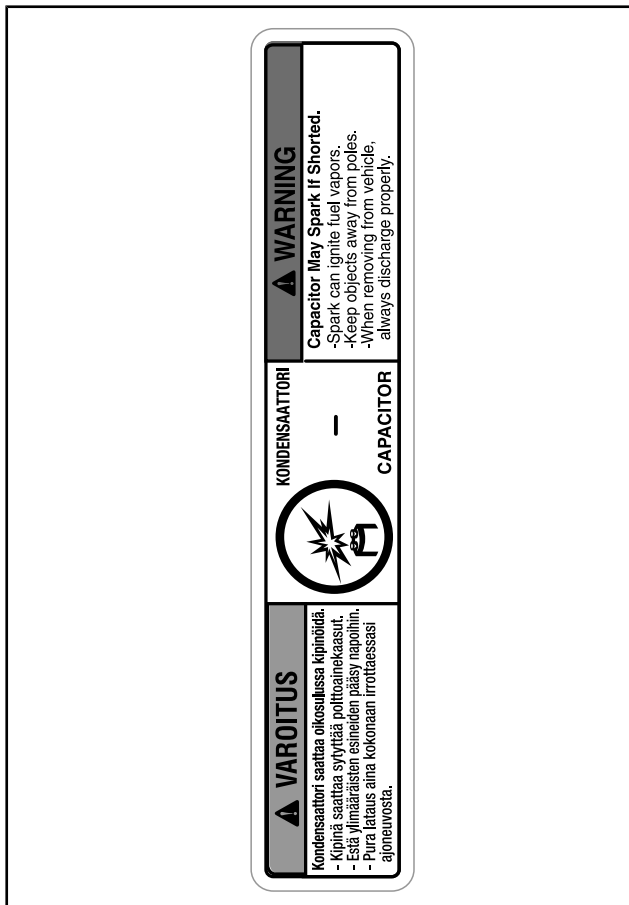 VAROITUS
Kondensaattori saattaa oikosulussa kipinöidä.
- Kipinä saattaa sytyttää polttoainekaasut.
- Estä ylimääräisten esineiden pääsy napoihin.
- Pura lataus aina kokonaan irrottaessasi
ajoneuvosta.
KONDENSAATTORI
–
CAPACITOR
WARNING
Capacitor May Spark If Shorted.
-Spark can ignite fuel vapors.
-Keep objects away from poles.
-When removing from vehicle,
always discharge properly.